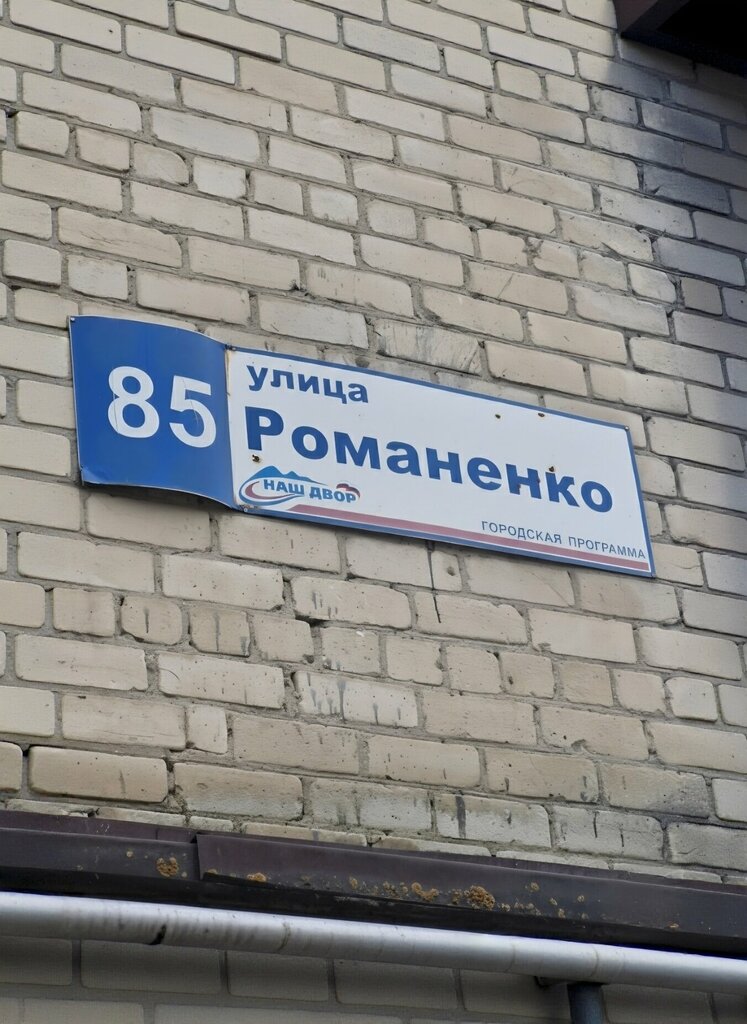 85
улица
Романенко
НАШ ДВОР
ГОРОДСКАЯ ПРОГРАММА